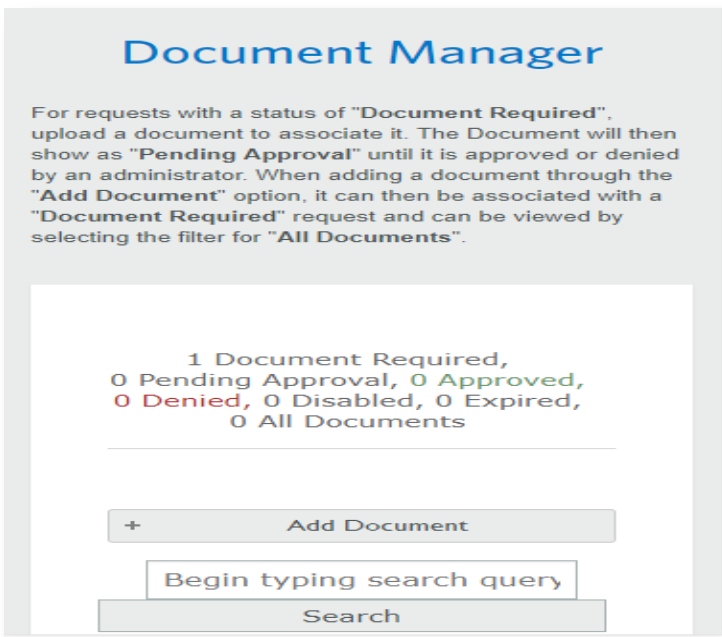 Document Manager
For requests with a status of "Document Required",
upload a document to associate it. The Document will then
show as "Pending Approval" until it is approved or denied
by an administrator. When adding a document through the
"Add Document" option, it can then be associated with a
"Document Required" request and can be viewed by
selecting the filter for "All Documents".
1 Document Required,
0 Pending Approval, 0 Approved,
0 Denied, 0 Disabled, 0 Expired,
0 All Documents
+ Add Document
Begin typing search query
Search